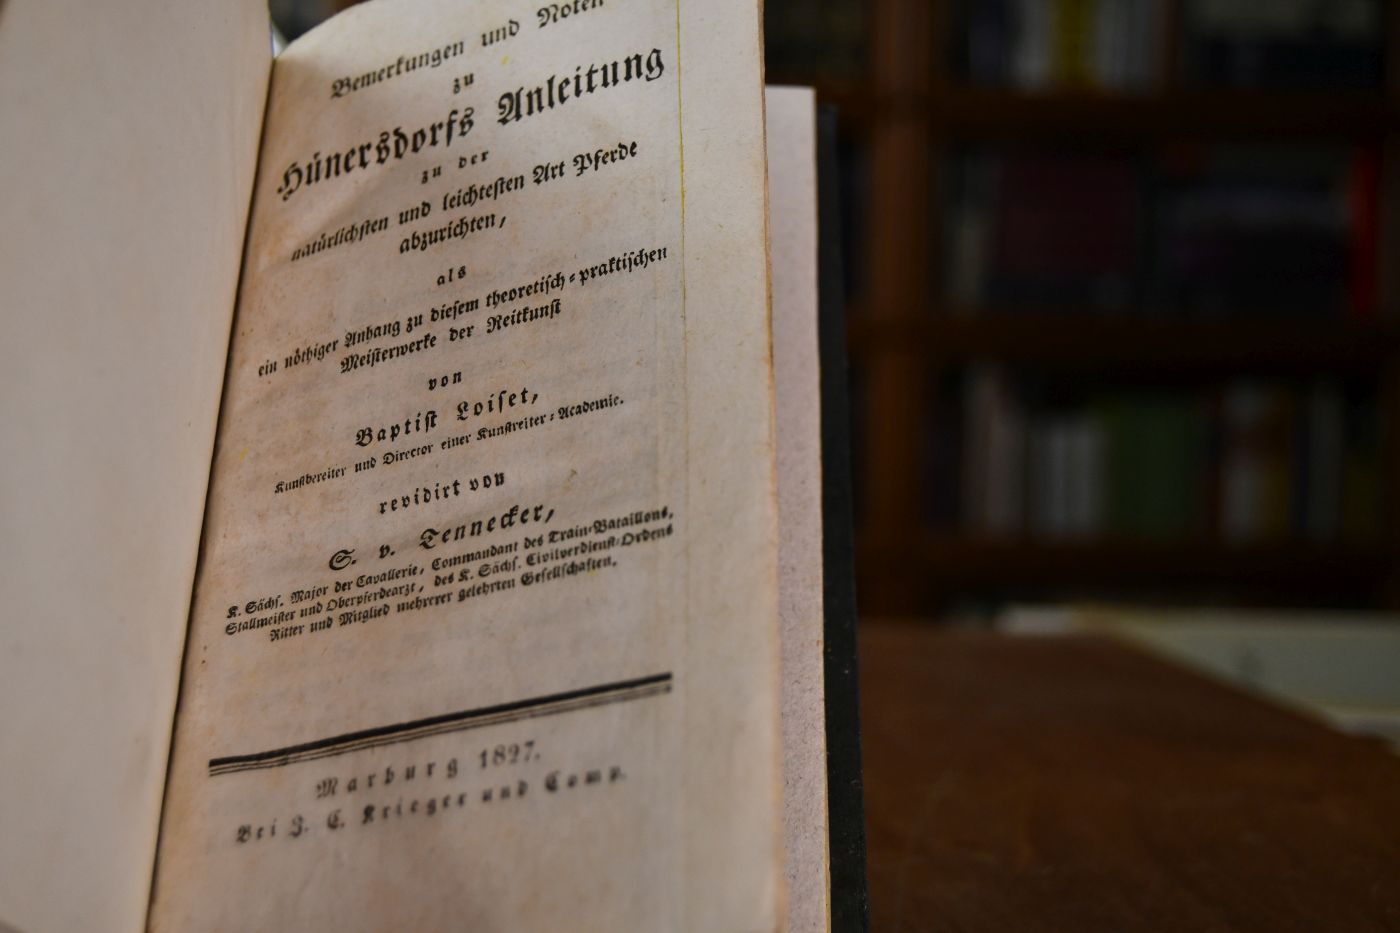 Bemerkungen und Noten
zu
Hünersdorfs Anleitung
zu der
natürlichsten und leichtesten Art Pferde
abzurichten,
als
ein nöthiger Anhang zu diesem theoretisch-praktischen
Meisterwerke der Reitkunst
von
Baptist Loiset,
Kunstbereiter und Director einer Kunstreiter-Academie.
revidirt von
S. v. Tennecker,
K. Sächs. Major der Cavallerie, Commandant des Train-Bataillons,
Stallmeister und Oberpferdearzt, des K. Sächs. Civilverdienst-Ordens
Ritter und Mitglied mehrerer gelehrten Gesellschaften.
Marburg 1827.
Bei J. C. Krieger und Comp.